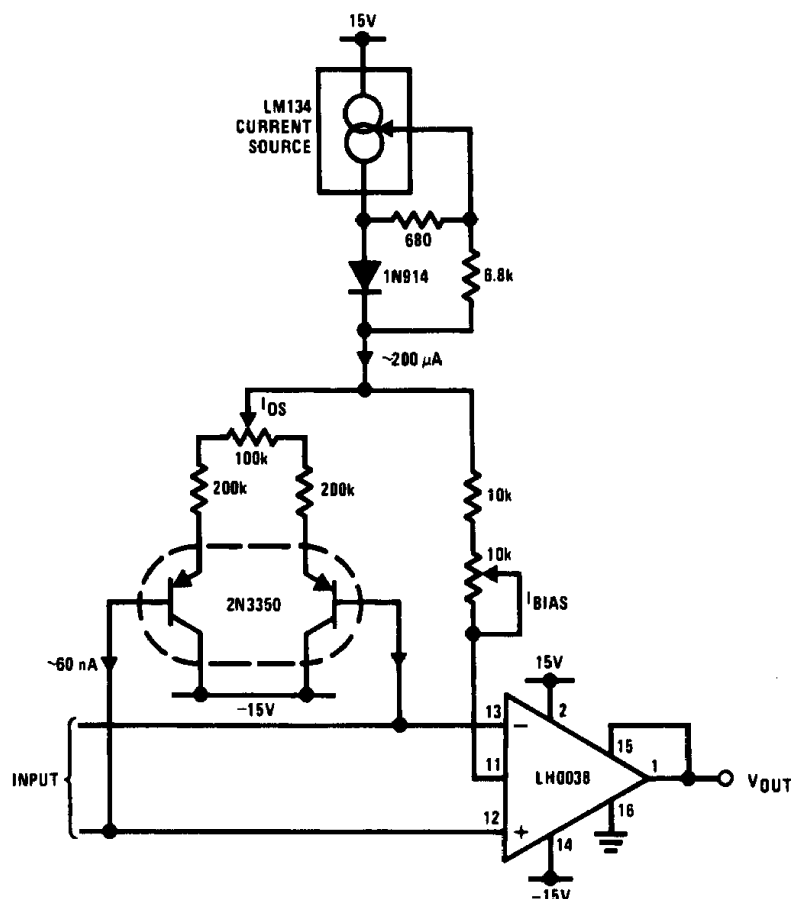 15V
LM134
CURRENT
SOURCE
680
1N914
6.8k
~200 μA
IOS
100k
200k
200k
10k
10k
2N3350
IBIAS
~60 nA
-15V
15V
13
-
2
15
INPUT
11
LH0038
1
VOUT
16
12
+
14
-15V